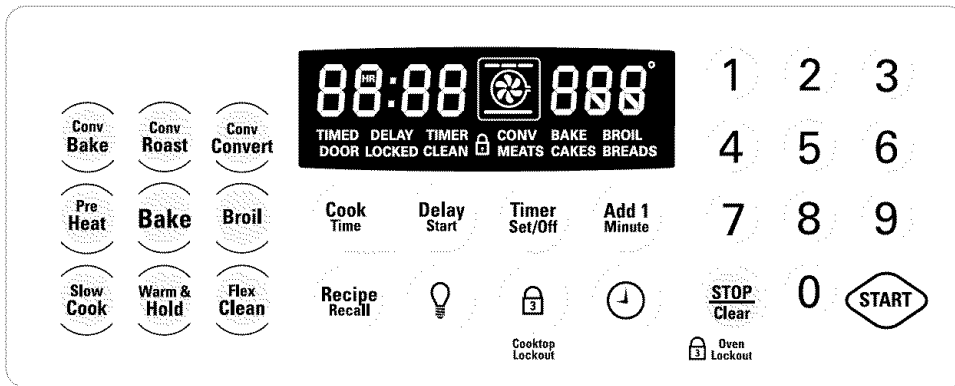 88:88 888°
HR
TIMED DELAY TIMER CONV BAKE BROIL
DOOR LOCKED CLEAN MEATS CAKES BREADS
Conv Bake
Conv Roast
Conv Convert
Pre Heat
Bake
Broil
Slow Cook
Warm & Hold
Flex Clean
Cook Time
Delay Start
Timer Set/Off
Add 1 Minute
Recipe Recall
3
Cooktop Lockout
1 2 3
4 5 6
7 8 9
STOP Clear
0
START
3 Oven Lockout